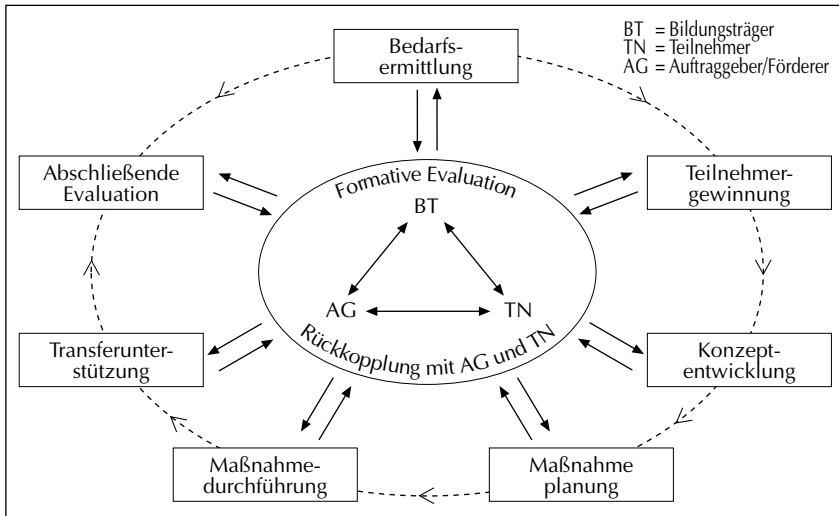 BT = Bildungsträger
TN = Teilnehmer
AG = Auftraggeber/Förderer
Bedarfs-
ermittlung
Abschließende
Evaluation
Teilnehmer-
gewinnung
Formative Evaluation
BT
AG
TN
Rückkopplung mit AG und TN
Transferunter-
stützung
Konzept-
entwicklung
Maßnahme-
durchführung
Maßnahme
planung